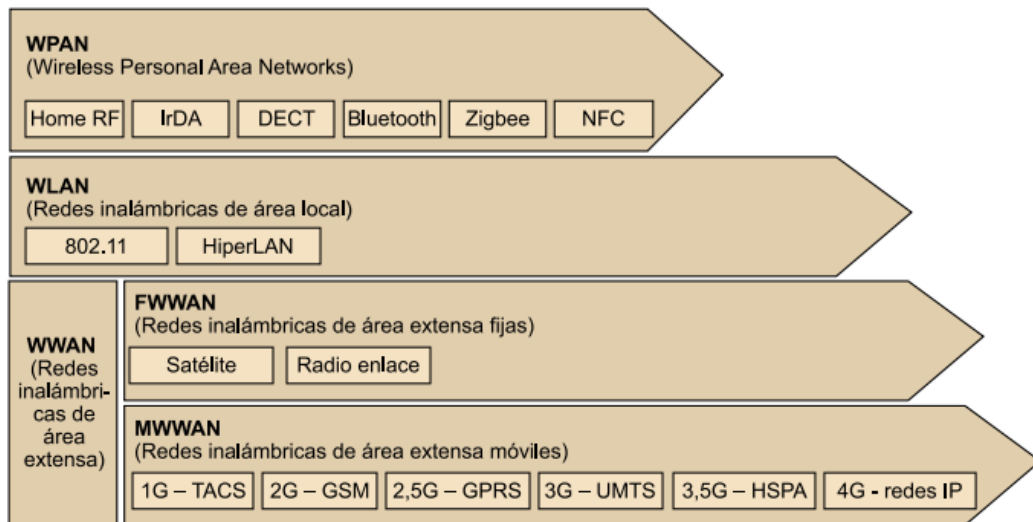 WPAN
(Wireless Personal Area Networks)
Home RF IrDA DECT Bluetooth Zigbee NFC
WLAN
(Redes inalámbricas de área local)
802.11 HiperLAN
WWAN
(Redes
inalámbri-
cas de
área
extensa)
FWWAN
(Redes inalámbricas de área extensa fijas)
Satélite Radio enlace
MWWAN
(Redes inalámbricas de área extensa móviles)
1G – TACS 2G – GSM 2,5G – GPRS 3G – UMTS 3,5G – HSPA 4G - redes IP